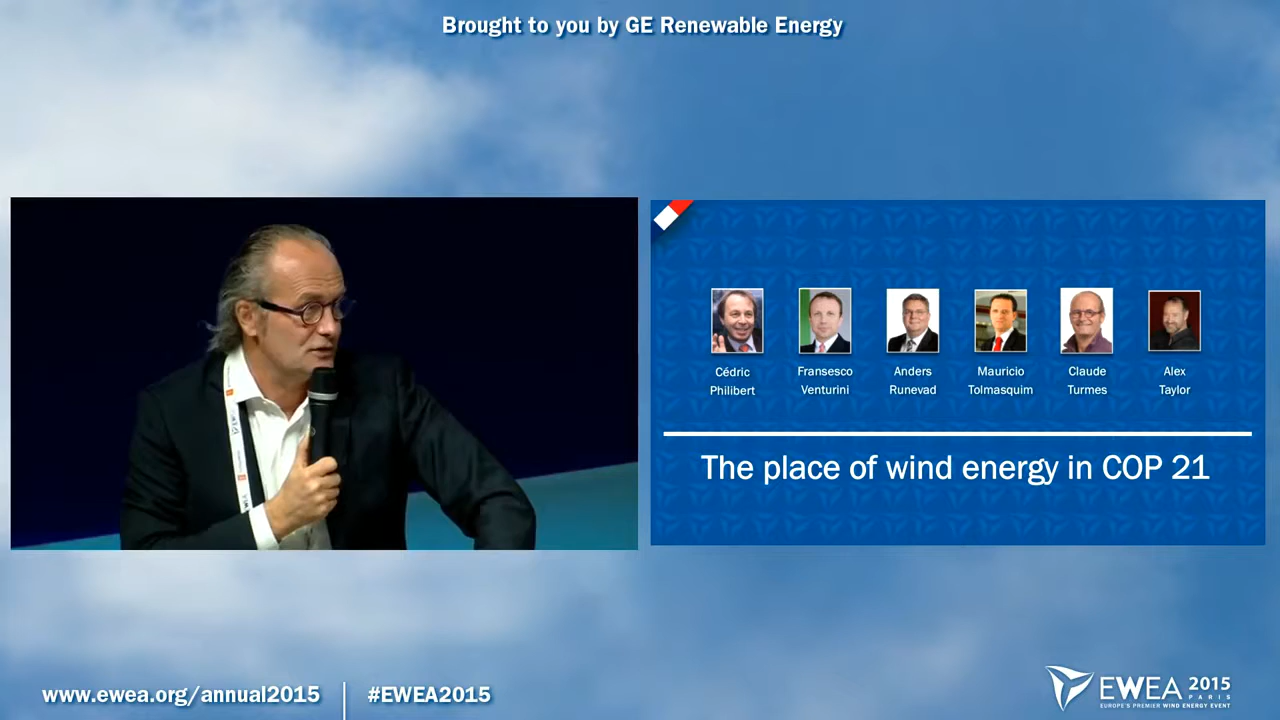 Brought to you by GE Renewable Energy
Cédric
Philibert
Fransesco
Venturini
Anders
Runevad
Mauricio
Tolmasquim
Claude
Turmes
Alex
Taylor
The place of wind energy in COP 21
www.ewea.org/annual2015
#EWEA2015
EWEA 2015
PARIS
EUROPE'S PREMIER WIND ENERGY EVENT